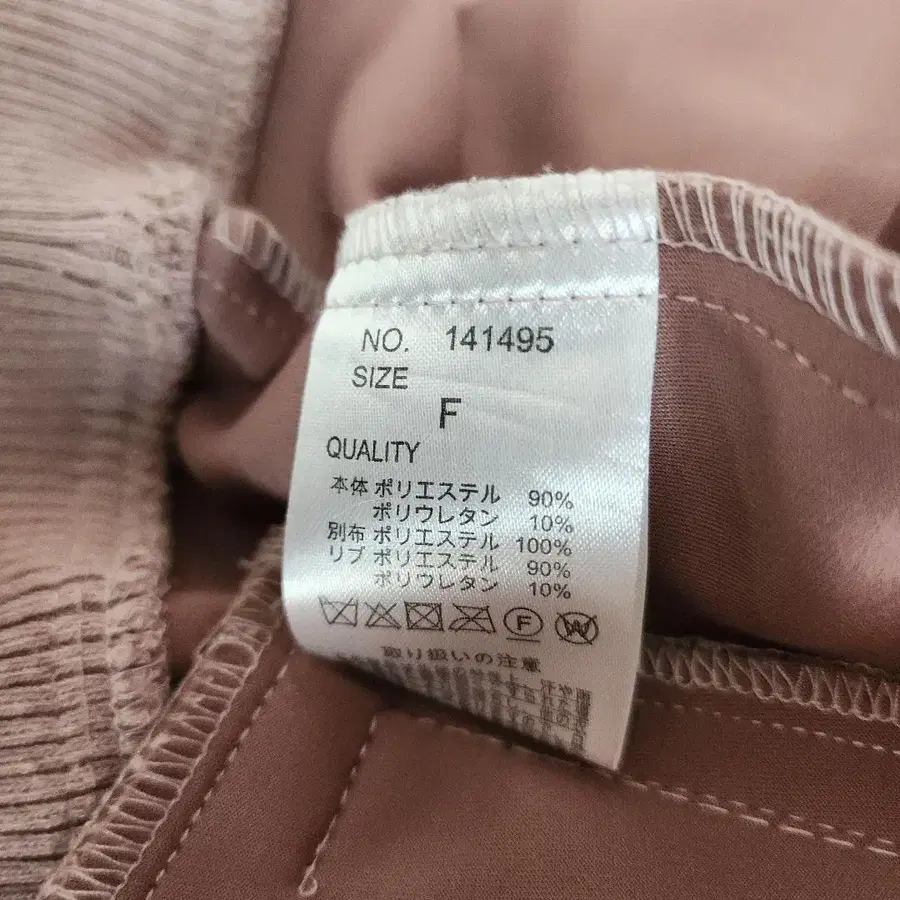 NO. 141495
SIZE
F
QUALITY
本体 ポリエステル 90%
ポリウレタン 10%
別布 ポリエステル 100%
リブ ポリエステル 90%
ポリウレタン 10%
F W
取り扱いの注意